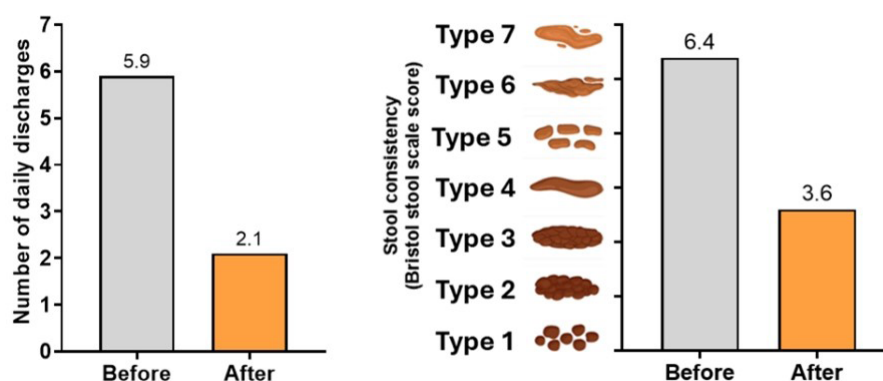 Number of daily discharges
7
6
5
4
3
2
1
0
5.9
2.1
Before
After
Stool consistency
(Bristol stool scale score)
Type 7
Type 6
Type 5
Type 4
Type 3
Type 2
Type 1
6.4
3.6
Before
After